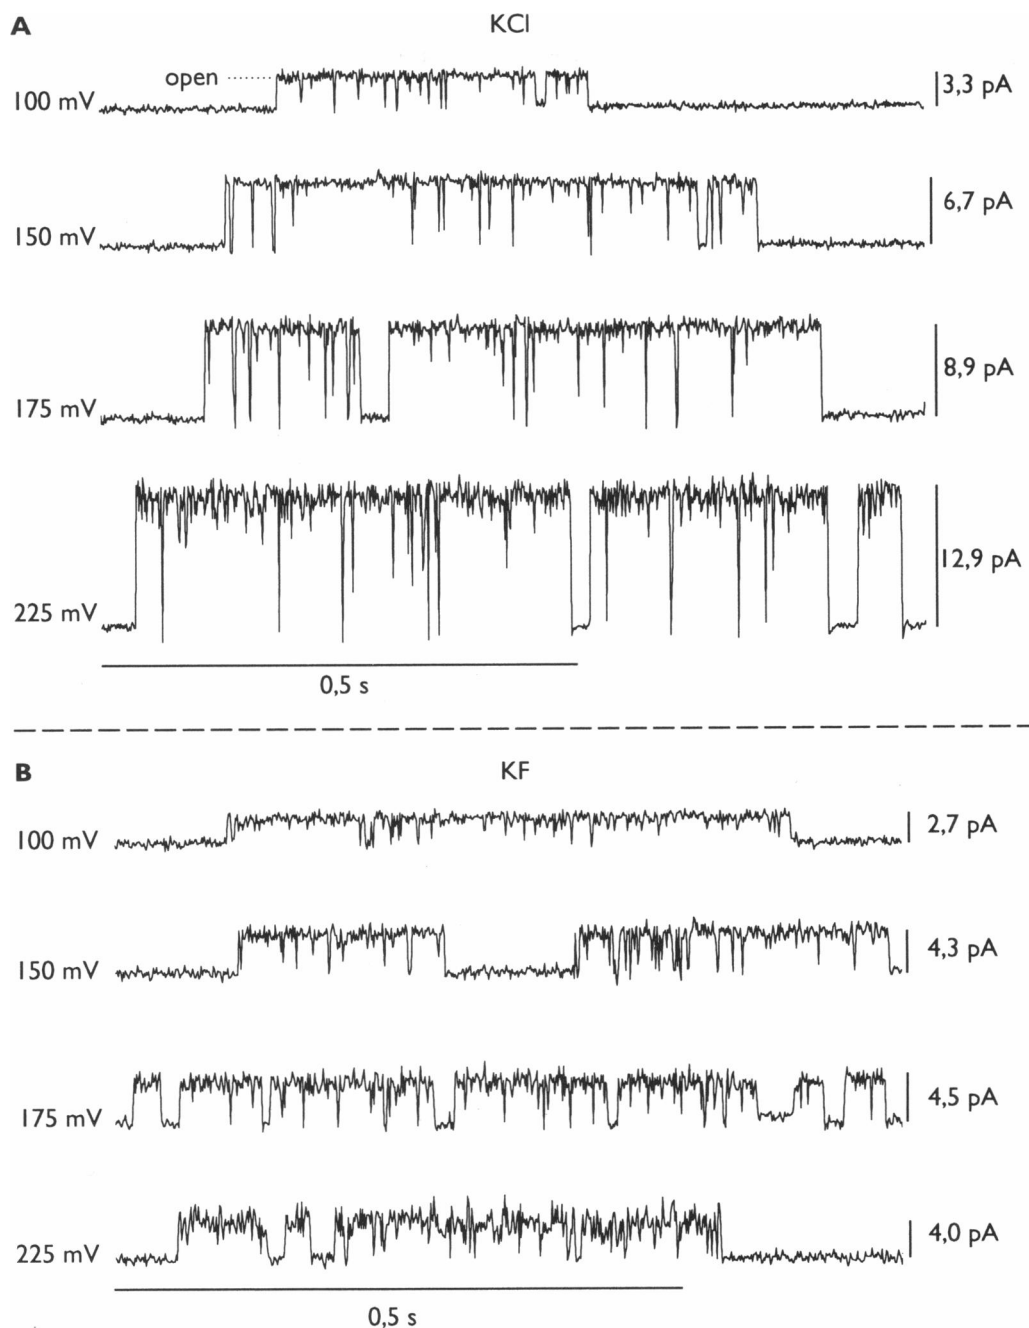 A
KCl
open
100 mV
3,3 pA
150 mV
6,7 pA
175 mV
8,9 pA
225 mV
12,9 pA
0,5 s
B
KF
100 mV
2,7 pA
150 mV
4,3 pA
175 mV
4,5 pA
225 mV
4,0 pA
0,5 s